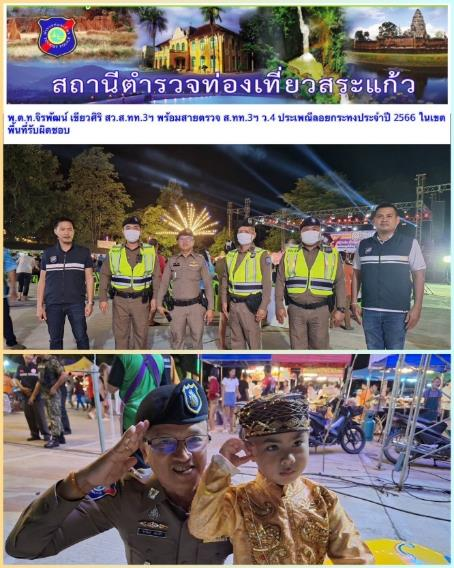 สถานีตำรวจท่องเที่ยวสระแก้ว
พ.ต.ท.จิรพัฒน์ เขียวศิริ สว.ส.ทท.3ฯ พร้อมสายตรวจ ส.ทท.3ฯ ว.4 ประเพณีลอยกระทงประจำปี 2566 ในเขต
พื้นที่รับผิดชอบ